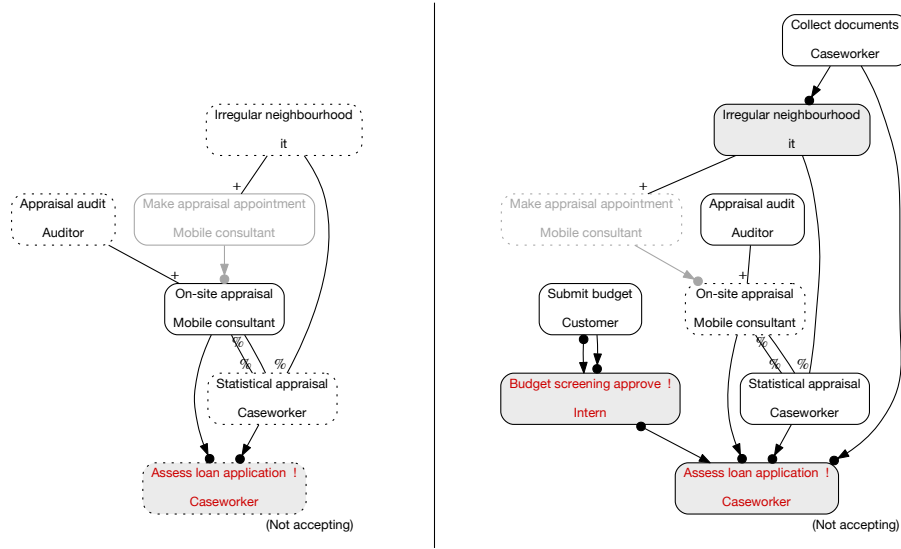 Irregular neighbourhood
it
+
Appraisal audit
Auditor
Make appraisal appointment
Mobile consultant
+
On-site appraisal
Mobile consultant
%
%
%
Statistical appraisal
Caseworker
Assess loan application !
Caseworker
(Not accepting)
Collect documents
Caseworker
Irregular neighbourhood
it
+
Make appraisal appointment
Mobile consultant
Appraisal audit
Auditor
+
Submit budget
Customer
On-site appraisal
Mobile consultant
%
%
%
Budget screening approve !
Intern
Statistical appraisal
Caseworker
Assess loan application !
Caseworker
(Not accepting)